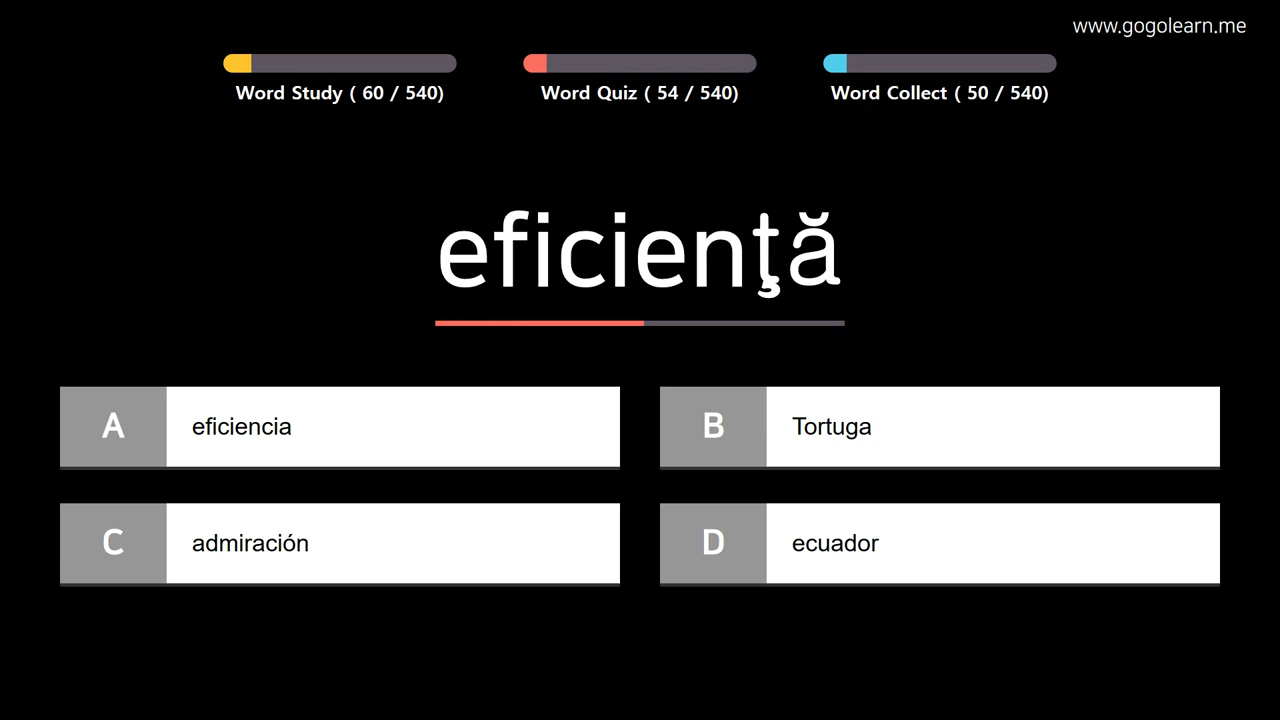 www.gogolearn.me
Word Study ( 60 / 540)
Word Quiz ( 54 / 540)
Word Collect ( 50 / 540)
eficienţă
A eficiencia
B Tortuga
C admiración
D ecuador